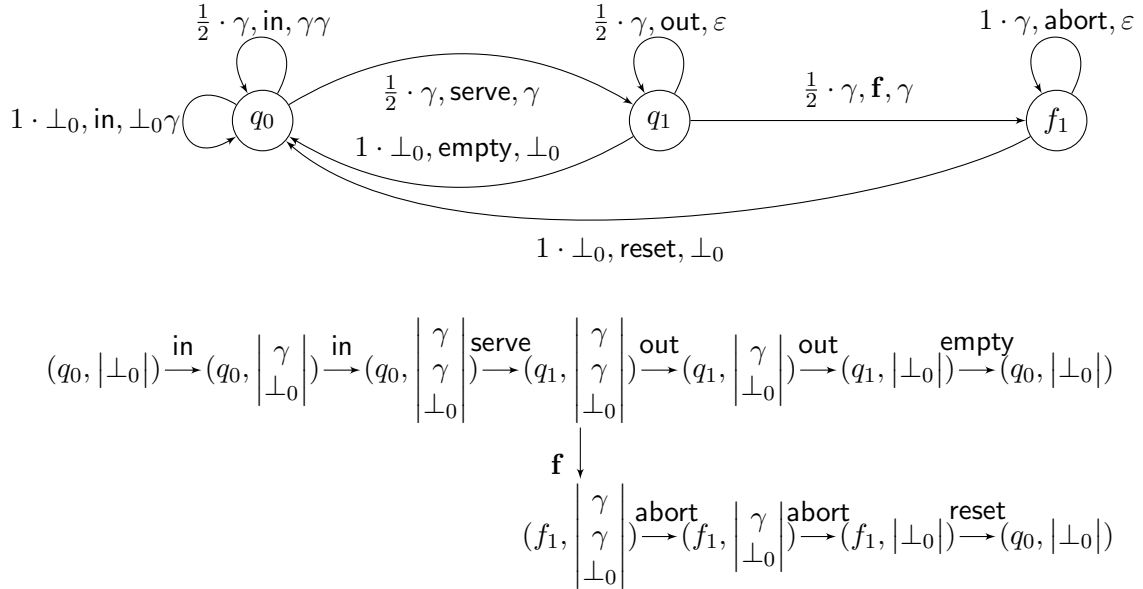 1/2 · γ, in, γγ
1/2 · γ, out, ε
1 · γ, abort, ε
1 · ⊥₀, in, ⊥₀γ
q₀
1/2 · γ, serve, γ
q₁
1/2 · γ, f, γ
f₁
1 · ⊥₀, empty, ⊥₀
1 · ⊥₀, reset, ⊥₀
(q₀, |⊥₀|) in→ (q₀, |γ ⊥₀|) in→ (q₀, |γ γ ⊥₀|) serve→ (q₁, |γ γ ⊥₀|) out→ (q₁, |γ ⊥₀|) out→ (q₁, |⊥₀|) empty→ (q₀, |⊥₀|)
f
(f₁, |γ γ ⊥₀|) abort→ (f₁, |γ ⊥₀|) abort→ (f₁, |⊥₀|) reset→ (q₀, |⊥₀|)